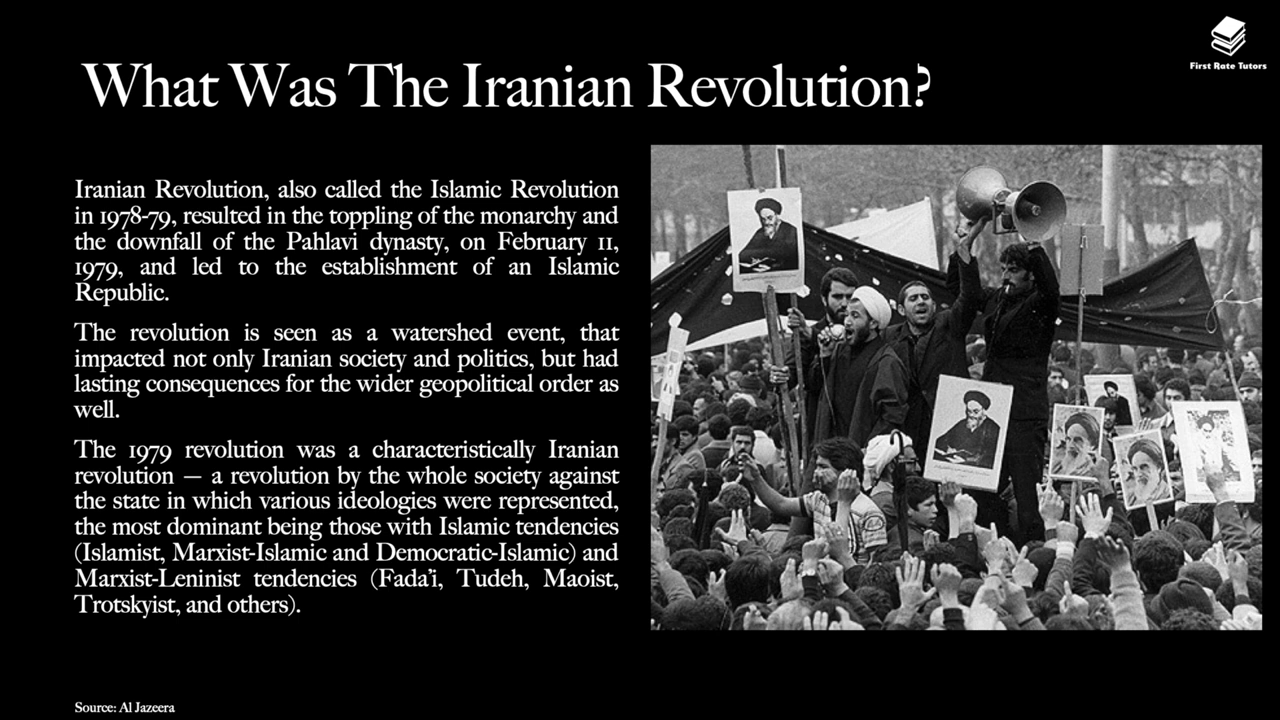 First Rate Tutors
What Was The Iranian Revolution?
Iranian Revolution, also called the Islamic Revolution
in 1978-79, resulted in the toppling of the monarchy and
the downfall of the Pahlavi dynasty, on February 11,
1979, and led to the establishment of an Islamic
Republic.
The revolution is seen as a watershed event, that
impacted not only Iranian society and politics, but had
lasting consequences for the wider geopolitical order as
well.
The 1979 revolution was a characteristically Iranian
revolution — a revolution by the whole society against
the state in which various ideologies were represented,
the most dominant being those with Islamic tendencies
(Islamist, Marxist-Islamic and Democratic-Islamic) and
Marxist-Leninist tendencies (Fada'i, Tudeh, Maoist,
Trotskyist, and others).
Source: Al Jazeera